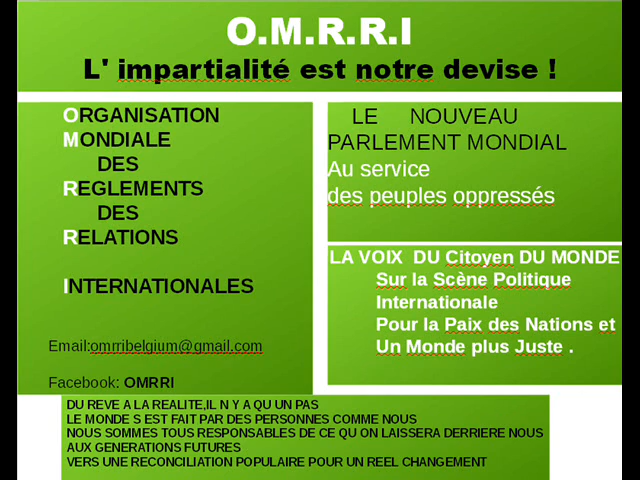 O.M.R.R.I
L' impartialité est notre devise !
ORGANISATION
MONDIALE
DES
REGLEMENTS
DES
RELATIONS
INTERNATIONALES
Email:omrribelgium@gmail.com
Facebook: OMRRI
LE NOUVEAU
PARLEMENT MONDIAL
Au service
des peuples oppressés
LA VOIX DU Citoyen DU MONDE
Sur la Scène Politique
Internationale
Pour la Paix des Nations et
Un Monde plus Juste .
DU REVE A LA REALITE,IL N Y A QU UN PAS
LE MONDE S EST FAIT PAR DES PERSONNES COMME NOUS
NOUS SOMMES TOUS RESPONSABLES DE CE QU ON LAISSERA DERRIERE NOUS
AUX GENERATIONS FUTURES
VERS UNE RECONCILIATION POPULAIRE POUR UN REEL CHANGEMENT